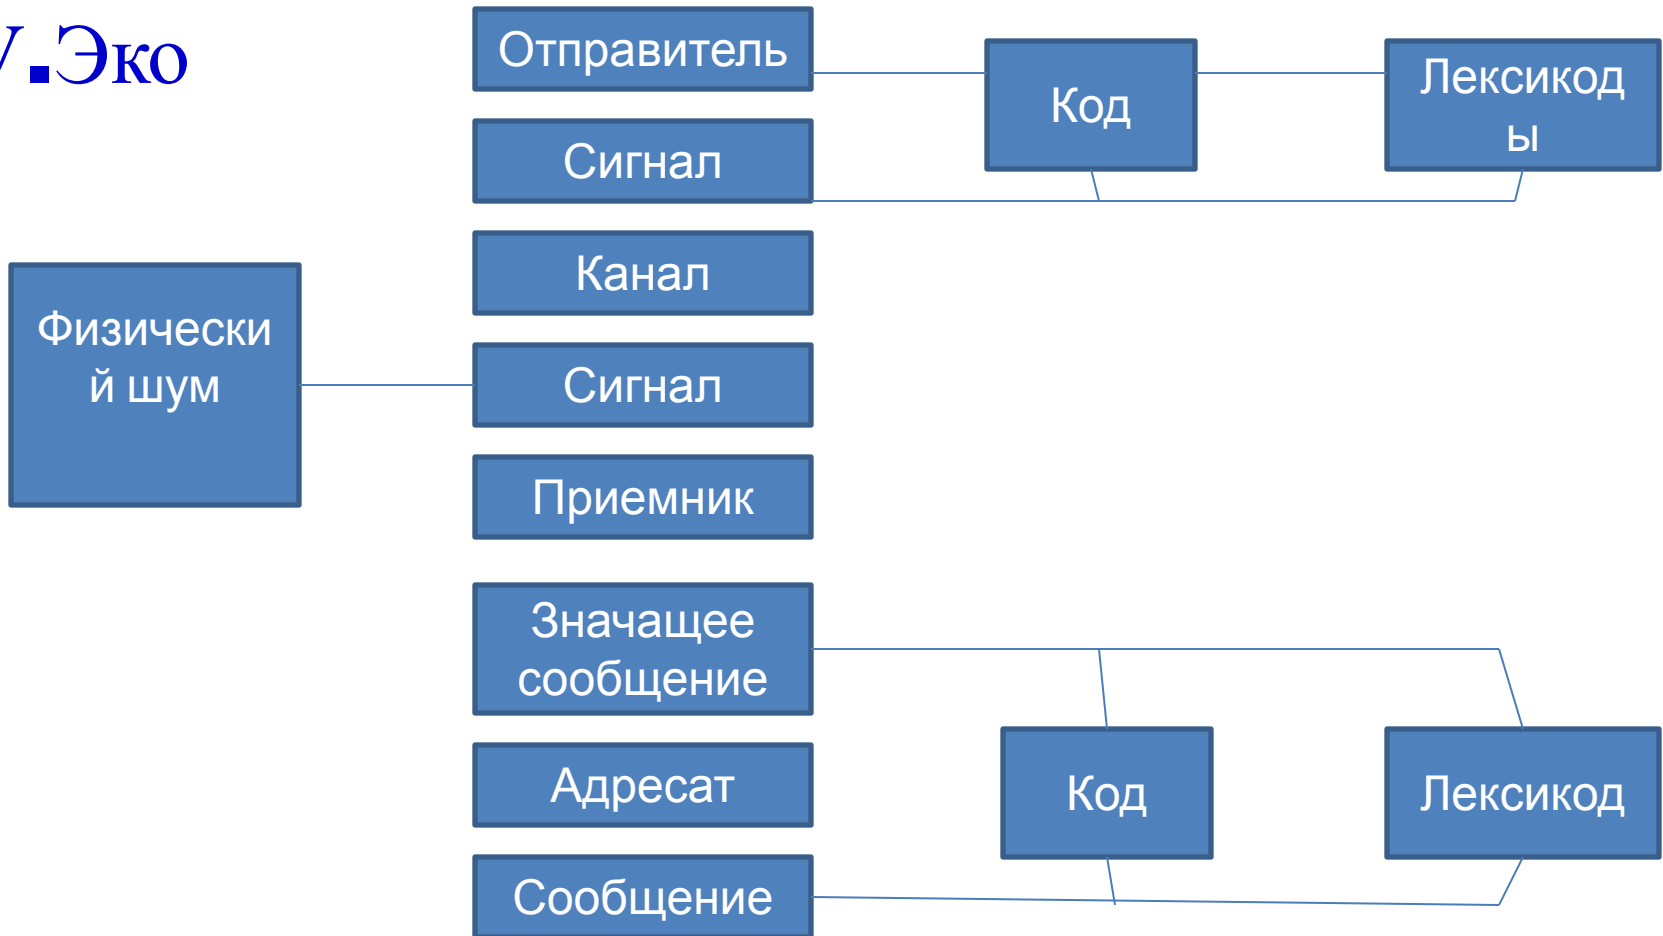 У.Эко
Отправитель
Код
Лексикод
ы
Сигнал
Канал
Физически
й шум
Сигнал
Приемник
Значащее
сообщение
Адресат
Код
Лексикод
Сообщение